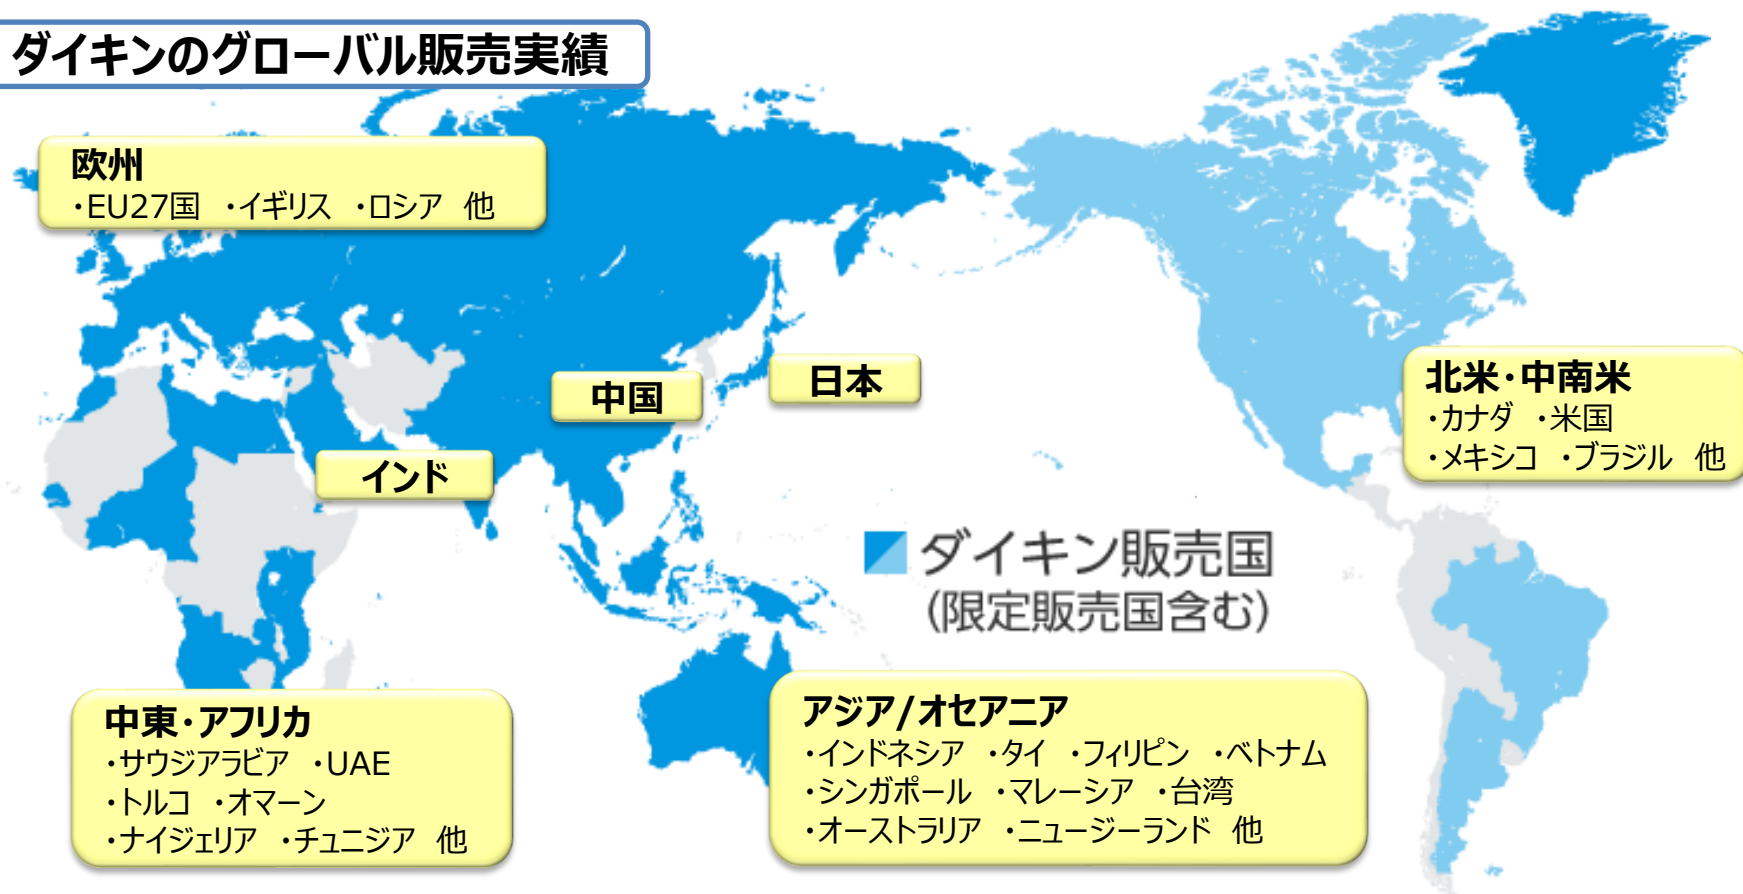 ダイキンのグローバル販売実績
欧州
・EU27国 ・イギリス ・ロシア 他
中国
日本
インド
北米・中南米
・カナダ ・米国
・メキシコ ・ブラジル 他
ダイキン販売国
(限定販売国含む)
中東・アフリカ
・サウジアラビア ・UAE
・トルコ ・オマーン
・ナイジェリア ・チュニジア 他
アジア/オセアニア
・インドネシア ・タイ ・フィリピン ・ベトナム
・シンガポール ・マレーシア ・台湾
・オーストラリア ・ニュージーランド 他